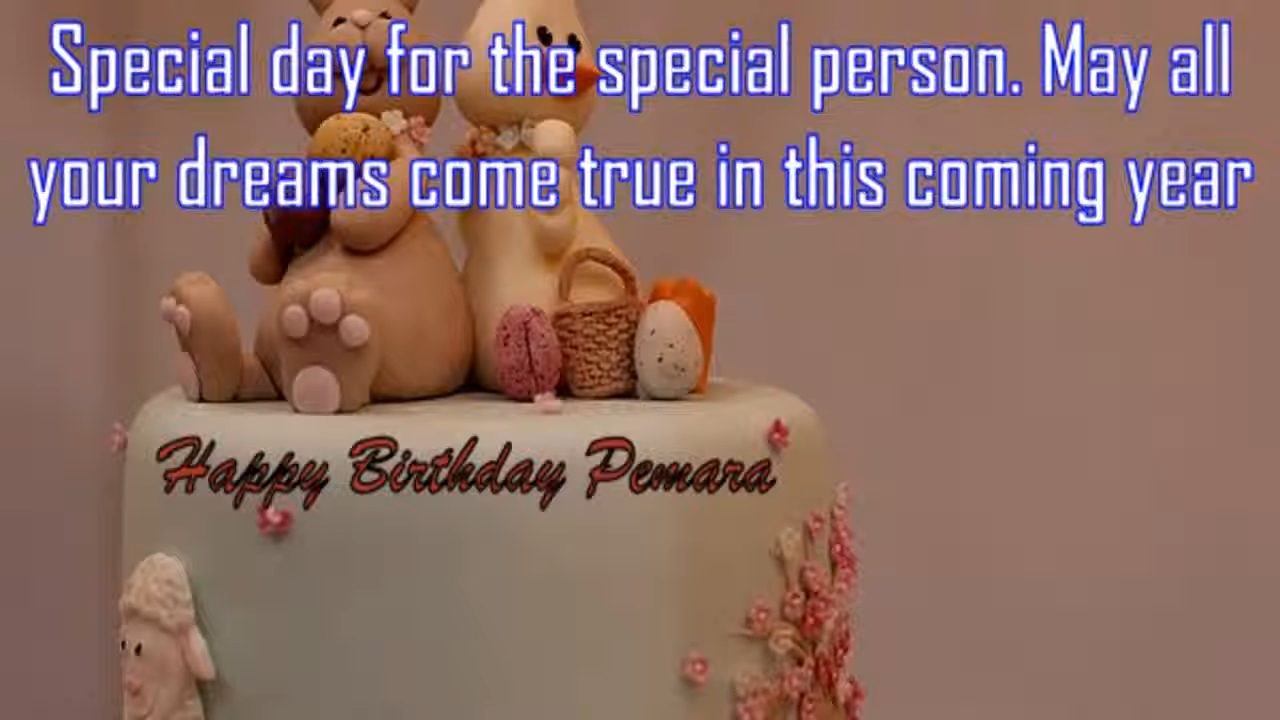 Special day for the special person. May all
your dreams come true in this coming year
Happy Birthday Pemara